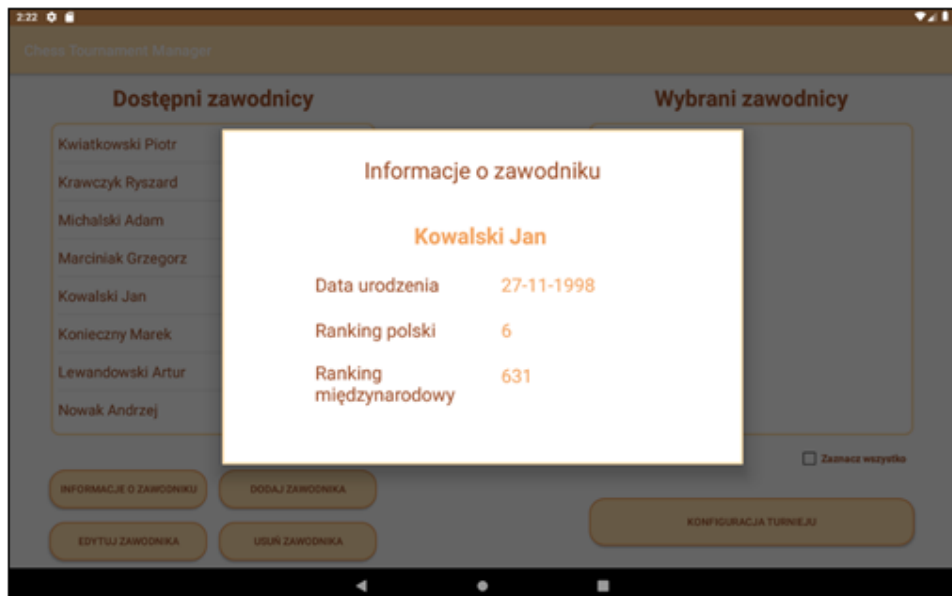 2:22
Chess Tournament Manager
Dostępni zawodnicy
Wybrani zawodnicy
Kwiatkowski Piotr
Krawczyk Ryszard
Michalski Adam
Marciniak Grzegorz
Kowalski Jan
Konieczny Marek
Lewandowski Artur
Nowak Andrzej
Informacje o zawodniku
Kowalski Jan
Data urodzenia 27-11-1998
Ranking polski 6
Ranking
międzynarodowy 631
Zaznacz wszystko
INFORMACJE O ZAWODNIKU DODAJ ZAWODNIKA
EDYTUJ ZAWODNIKA USUŃ ZAWODNIKA
KONFIGURACJA TURNIEJU